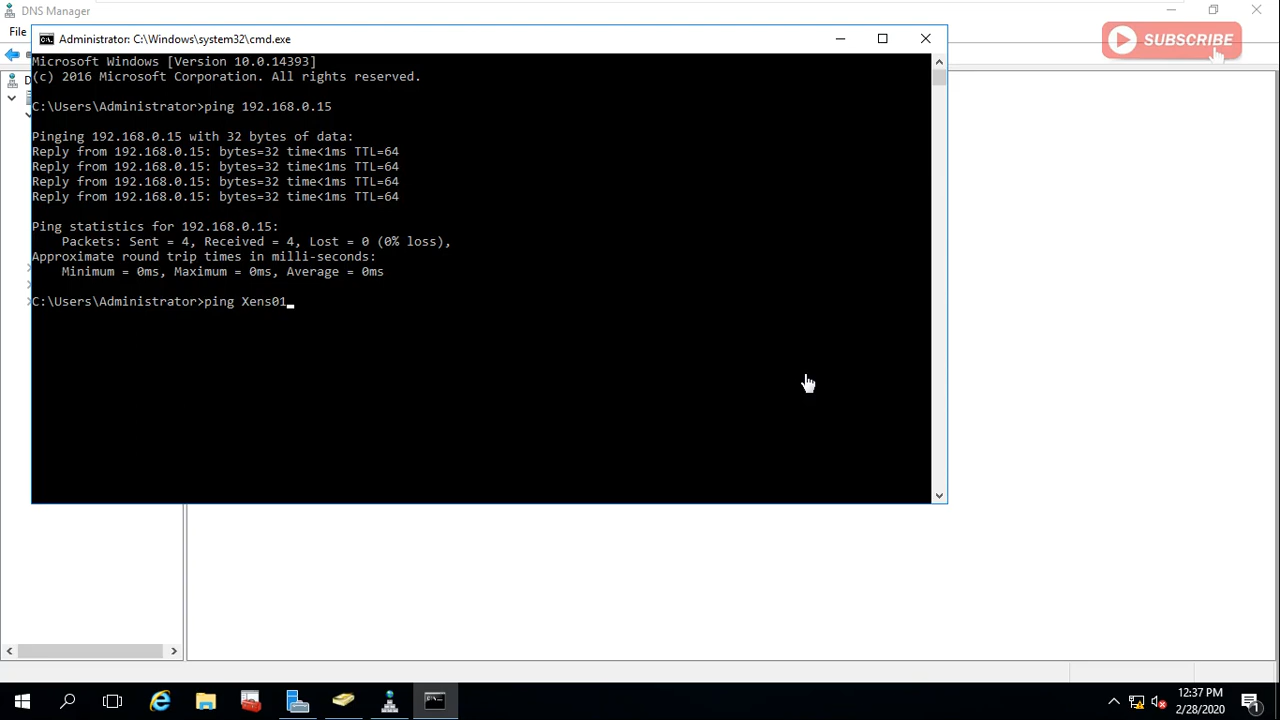 DNS Manager
File
SUBSCRIBE
Administrator: C:\Windows\system32\cmd.exe
Microsoft Windows [Version 10.0.14393]
(c) 2016 Microsoft Corporation. All rights reserved.
C:\Users\Administrator>ping 192.168.0.15
Pinging 192.168.0.15 with 32 bytes of data:
Reply from 192.168.0.15: bytes=32 time<1ms TTL=64
Reply from 192.168.0.15: bytes=32 time<1ms TTL=64
Reply from 192.168.0.15: bytes=32 time<1ms TTL=64
Reply from 192.168.0.15: bytes=32 time<1ms TTL=64
Ping statistics for 192.168.0.15:
Packets: Sent = 4, Received = 4, Lost = 0 (0% loss),
Approximate round trip times in milli-seconds:
Minimum = 0ms, Maximum = 0ms, Average = 0ms
C:\Users\Administrator>ping Xens01
12:37 PM
2/28/2020
1